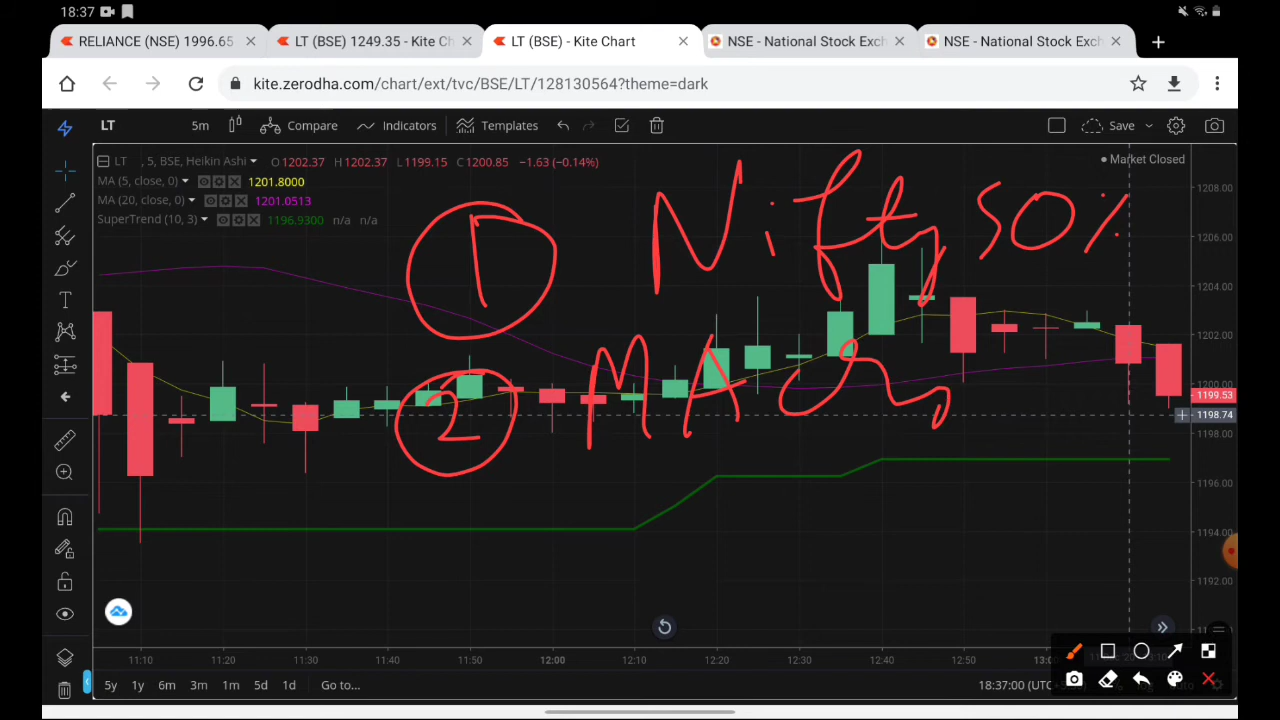 18:37
RELIANCE (NSE) 1996.65
LT (BSE) 1249.35 - Kite C
LT (BSE) - Kite Chart
NSE - National Stock Exch
NSE - National Stock Exch
kite.zerodha.com/chart/ext/tvc/BSE/LT/128130564?theme=dark
LT 5m Compare Indicators Templates Save
LT , 5, BSE, Heikin Ashi O1202.37 H1202.37 L1199.15 C1200.85 −1.63 (−0.14%)
Market Closed
MA (5, close, 0) 1201.8000
MA (20, close, 0) 1201.0513
SuperTrend (10, 3) 1196.9300 n/a n/a
① Nifty 50%
② MA
1208.00
1206.00
1204.00
1202.00
1200.00
1199.53
1198.74
1198.00
1196.00
1194.00
1192.00
11:10 11:20 11:30 11:40 11:50 12:00 12:10 12:20 12:30 12:40 12:50 13:00
5y 1y 6m 3m 1m 5d 1d Go to... 18:37:00 (UTC+5:30)